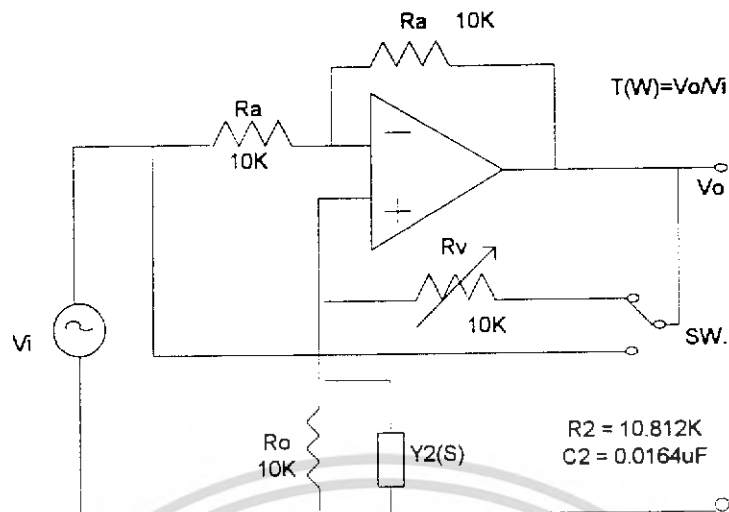 Ra 10K
T(W)=Vo/Vi
Ra
10K
Vo
Rv
10K
SW.
Vi
Ro
10K
Y2(S)
R2 = 10.812K
C2 = 0.0164uF